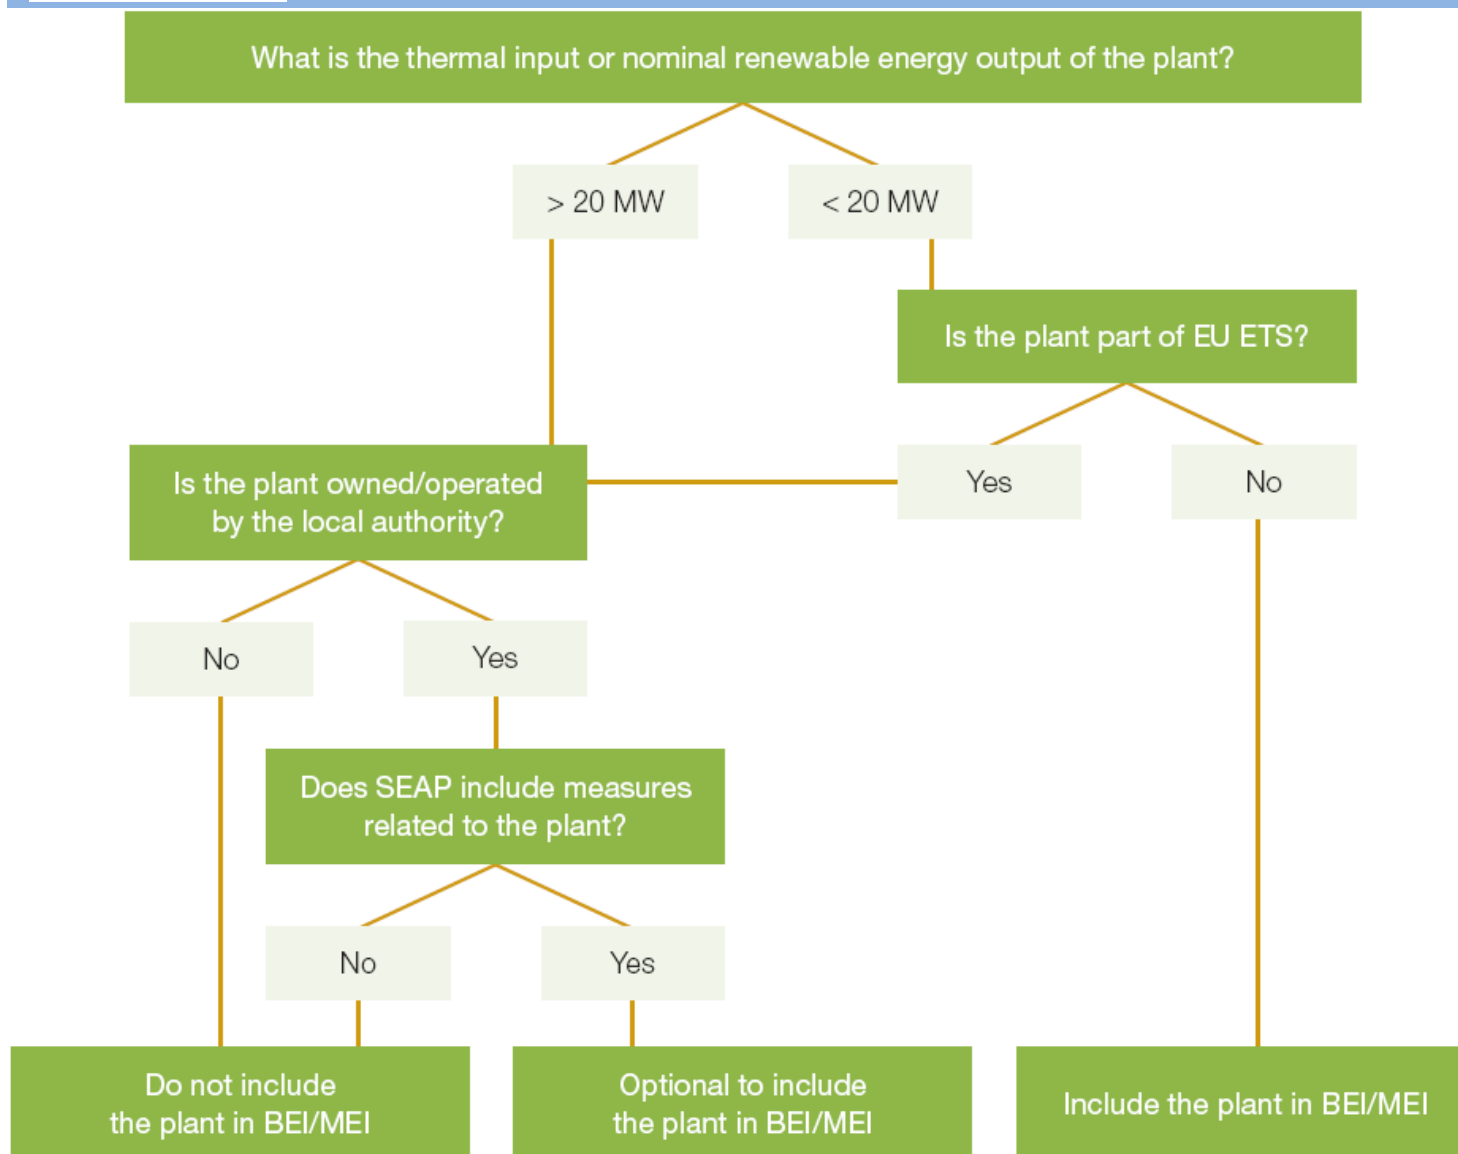 What is the thermal input or nominal renewable energy output of the plant?
> 20 MW
< 20 MW
Is the plant part of EU ETS?
Is the plant owned/operated
by the local authority?
Yes
No
No
Yes
Does SEAP include measures
related to the plant?
No
Yes
Do not include
the plant in BEI/MEI
Optional to include
the plant in BEI/MEI
Include the plant in BEI/MEI